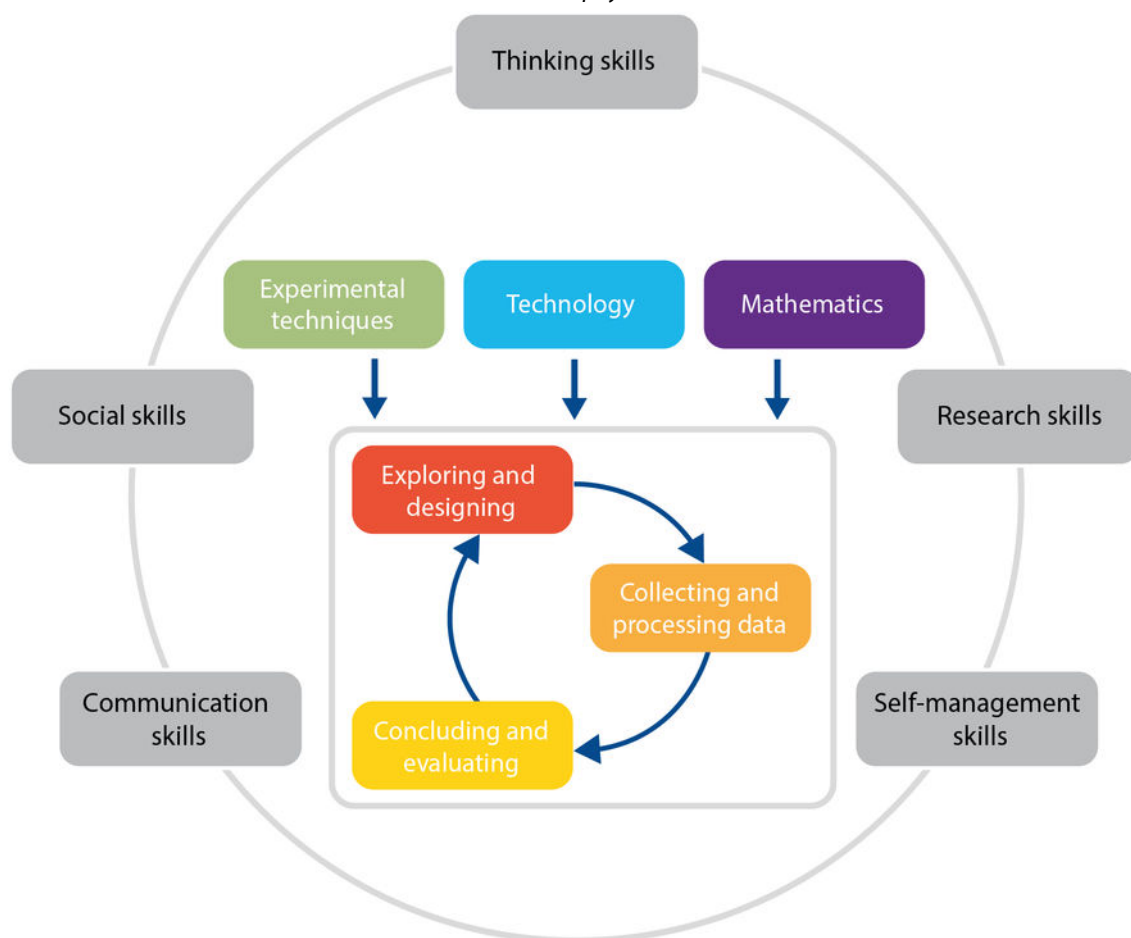 Thinking skills
Experimental
techniques
Technology
Mathematics
Social skills
Research skills
Exploring and
designing
Collecting and
processing data
Communication
skills
Self-management
skills
Concluding and
evaluating